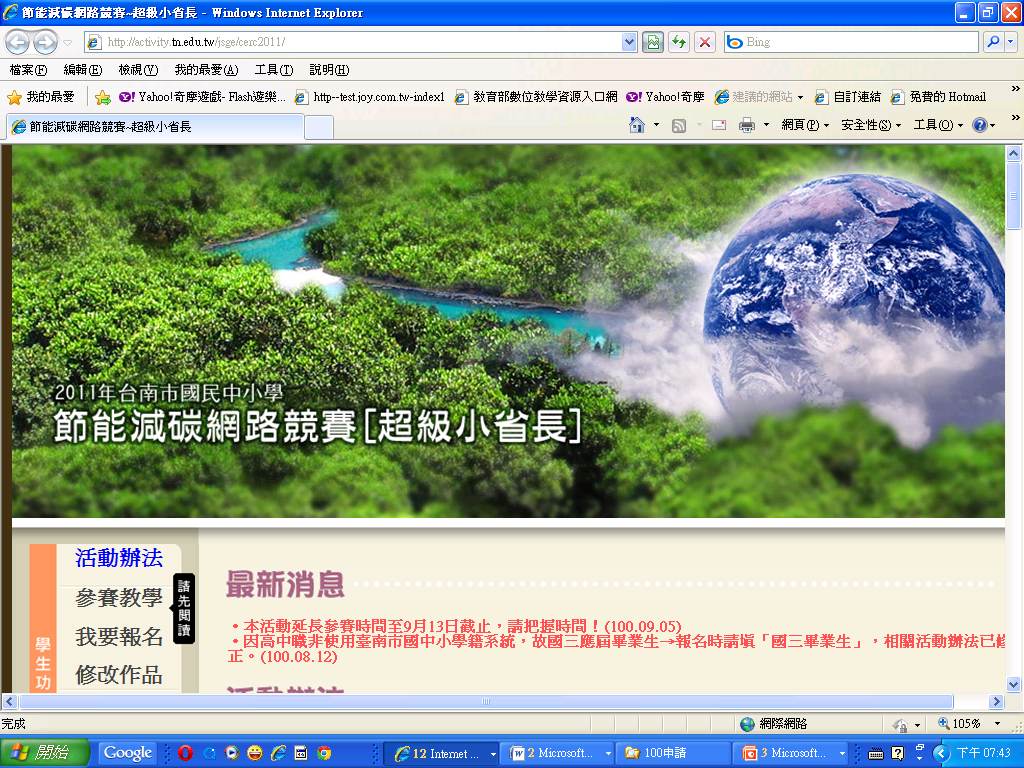 節能減碳網路競賽~超級小省長 - Windows Internet Explorer
http://activity.tn.edu.tw/jsge/cerc2011/
Bing
檔案(F) 編輯(E) 檢視(V) 我的最愛(A) 工具(T) 說明(H)
我的最愛 Yahoo!奇摩遊戲- Flash遊樂... http--test.joy.com.tw-index1 教育部數位教學資源入口網 Yahoo!奇摩 建議的網站 自訂連結 免費的 Hotmail »
節能減碳網路競賽~超級小省長 網頁(P) 安全性(S) 工具(O) »
2011年台南市國民中小學
節能減碳網路競賽[超級小省長]
活動辦法
參賽教學
我要報名
修改作品
請先閱讀
學生功
最新消息
•本活動延長參賽時間至9月13日截止，請把握時間！(100.09.05)
•因高中職非使用臺南市國中小學籍系統，故國三應屆畢業生→報名時請填「國三畢業生」，相關活動辦法已修
正。(100.08.12)
活動辦法
完成 網際網路 105%
開始 Google 12 Internet ... 2 Microsoft... 100申請 3 Microsoft... 下午 07:43